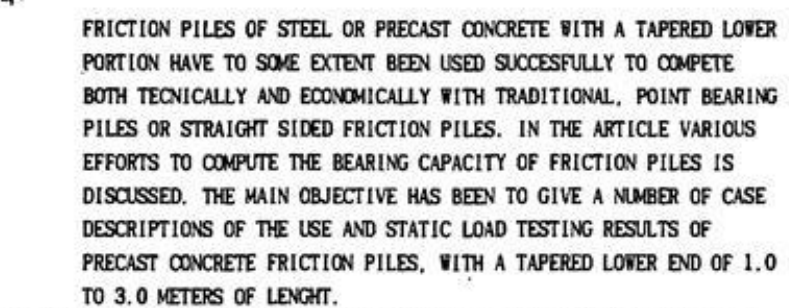 FRICTION PILES OF STEEL OR PRECAST CONCRETE WITH A TAPERED LOWER
PORTION HAVE TO SOME EXTENT BEEN USED SUCCESFULLY TO COMPETE
BOTH TECNICALLY AND ECONOMICALLY WITH TRADITIONAL, POINT BEARING
PILES OR STRAIGHT SIDED FRICTION PILES. IN THE ARTICLE VARIOUS
EFFORTS TO COMPUTE THE BEARING CAPACITY OF FRICTION PILES IS
DISCUSSED. THE MAIN OBJECTIVE HAS BEEN TO GIVE A NUMBER OF CASE
DESCRIPTIONS OF THE USE AND STATIC LOAD TESTING RESULTS OF
PRECAST CONCRETE FRICTION PILES, WITH A TAPERED LOWER END OF 1.0
TO 3.0 METERS OF LENGHT.